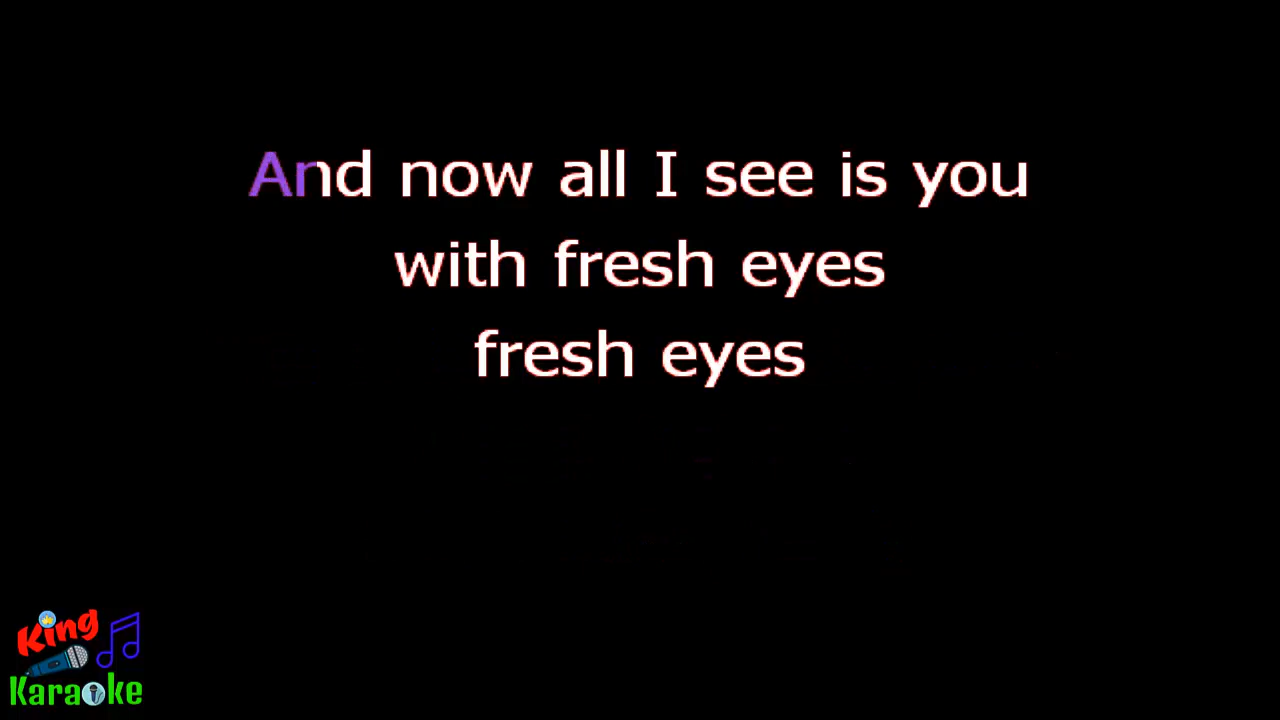 And now all I see is you
with fresh eyes
fresh eyes
King
Karaoke